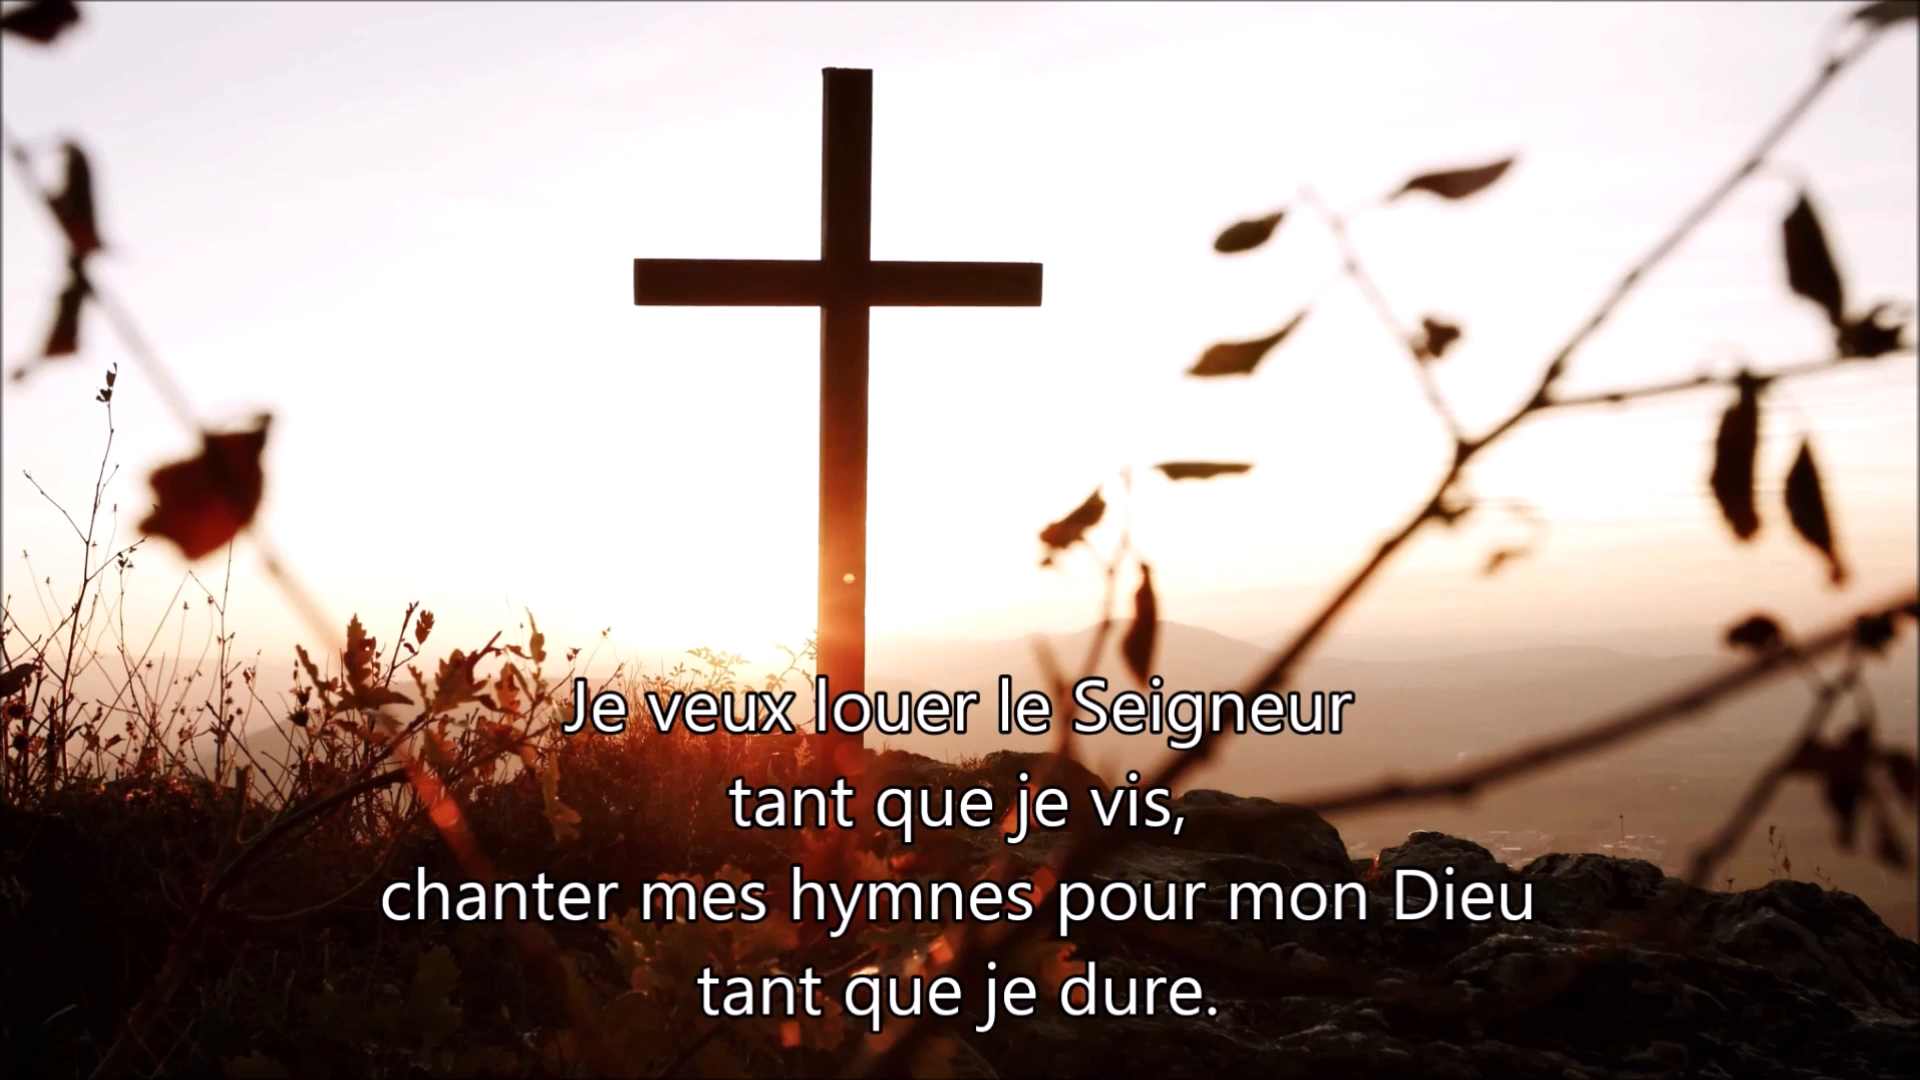 Je veux louer le Seigneur
tant que je vis,
chanter mes hymnes pour mon Dieu
tant que je dure.